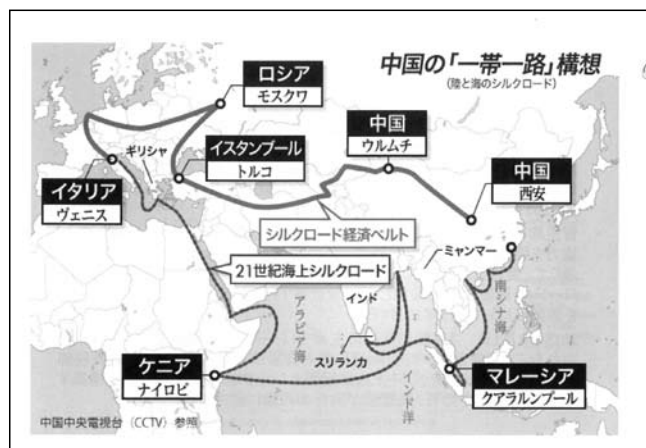 中国の「一帯一路」構想
(陸と海のシルクロード)
ロシア
モスクワ
ギリシャ
イスタンブール
トルコ
中国
ウルムチ
イタリア
ヴェニス
中国
西安
シルクロード経済ベルト
21世紀海上シルクロード
ミャンマー
インド
アラビア海
南シナ海
スリランカ
ケニア
ナイロビ
インド洋
マレーシア
クアラルンプール
中国中央電視台(CCTV)参照